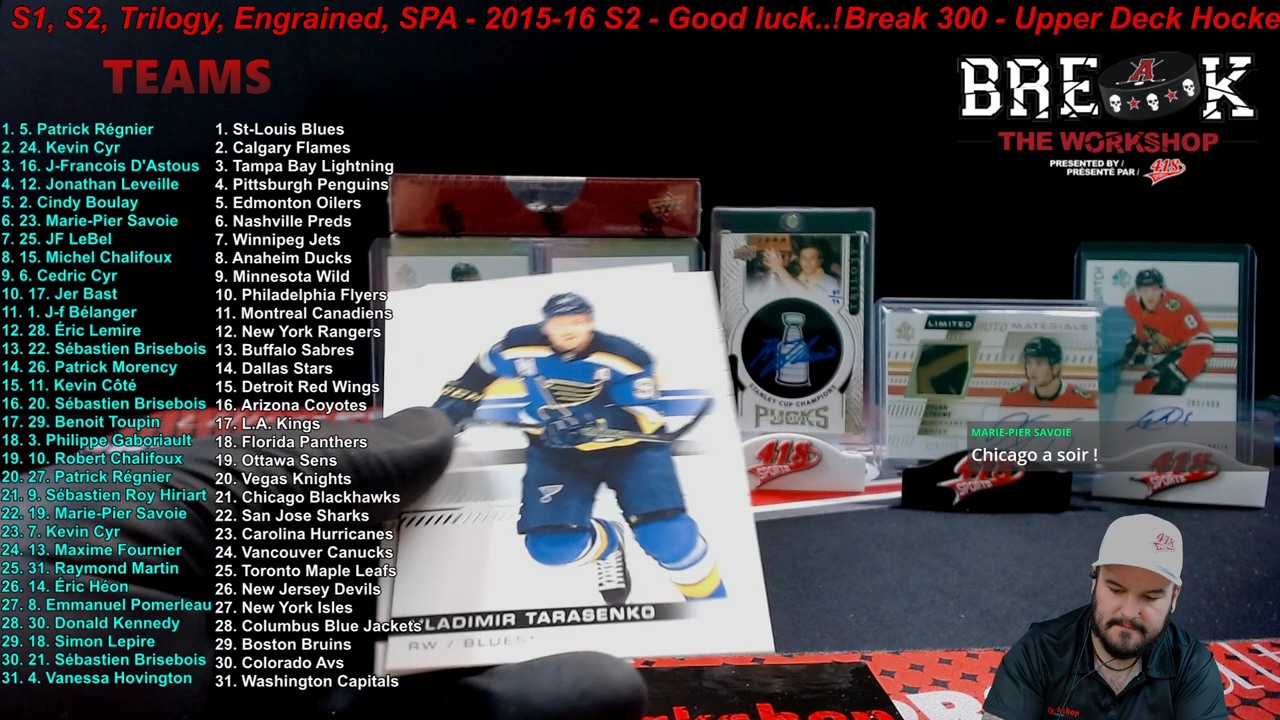 S1, S2, Trilogy, Engrained, SPA - 2015-16 S2 - Good luck..!Break 300 - Upper Deck Hocke
TEAMS
BREAK
THE WORKSHOP
PRESENTED BY /
PRÉSENTÉ PAR /
418
1. 5. Patrick Régnier
2. 24. Kevin Cyr
3. 16. J-Francois D'Astous
4. 12. Jonathan Leveille
5. 2. Cindy Boulay
6. 23. Marie-Pier Savoie
7. 25. JF LeBel
8. 15. Michel Chalifoux
9. 6. Cedric Cyr
10. 17. Jer Bast
11. 1. J-f Bélanger
12. 28. Éric Lemire
13. 22. Sébastien Brisebois
14. 26. Patrick Morency
15. 11. Kevin Côté
16. 20. Sébastien Brisebois
17. 29. Benoit Toupin
18. 3. Philippe Gaboriault
19. 10. Robert Chalifoux
20. 27. Patrick Régnier
21. 9. Sébastien Roy Hiriart
22. 19. Marie-Pier Savoie
23. 7. Kevin Cyr
24. 13. Maxime Fournier
25. 31. Raymond Martin
26. 14. Éric Héon
27. 8. Emmanuel Pomerleau
28. 30. Donald Kennedy
29. 18. Simon Lepire
30. 21. Sébastien Brisebois
31. 4. Vanessa Hovington
1. St-Louis Blues
2. Calgary Flames
3. Tampa Bay Lightning
4. Pittsburgh Penguins
5. Edmonton Oilers
6. Nashville Preds
7. Winnipeg Jets
8. Anaheim Ducks
9. Minnesota Wild
10. Philadelphia Flyers
11. Montreal Canadiens
12. New York Rangers
13. Buffalo Sabres
14. Dallas Stars
15. Detroit Red Wings
16. Arizona Coyotes
17. L.A. Kings
18. Florida Panthers
19. Ottawa Sens
20. Vegas Knights
21. Chicago Blackhawks
22. San Jose Sharks
23. Carolina Hurricanes
24. Vancouver Canucks
25. Toronto Maple Leafs
26. New Jersey Devils
27. New York Isles
28. Columbus Blue Jackets
29. Boston Bruins
30. Colorado Avs
31. Washington Capitals
VLADIMIR TARASENKO
RW / BLUES
TRILOGY
STANLEY CUP CHAMPIONS
PUCKS
LIMITED AUTO MATERIALS
418
SPORTS
418
SPORTS
418
SPORTS
MARIE-PIER SAVOIE
Chicago a soir !